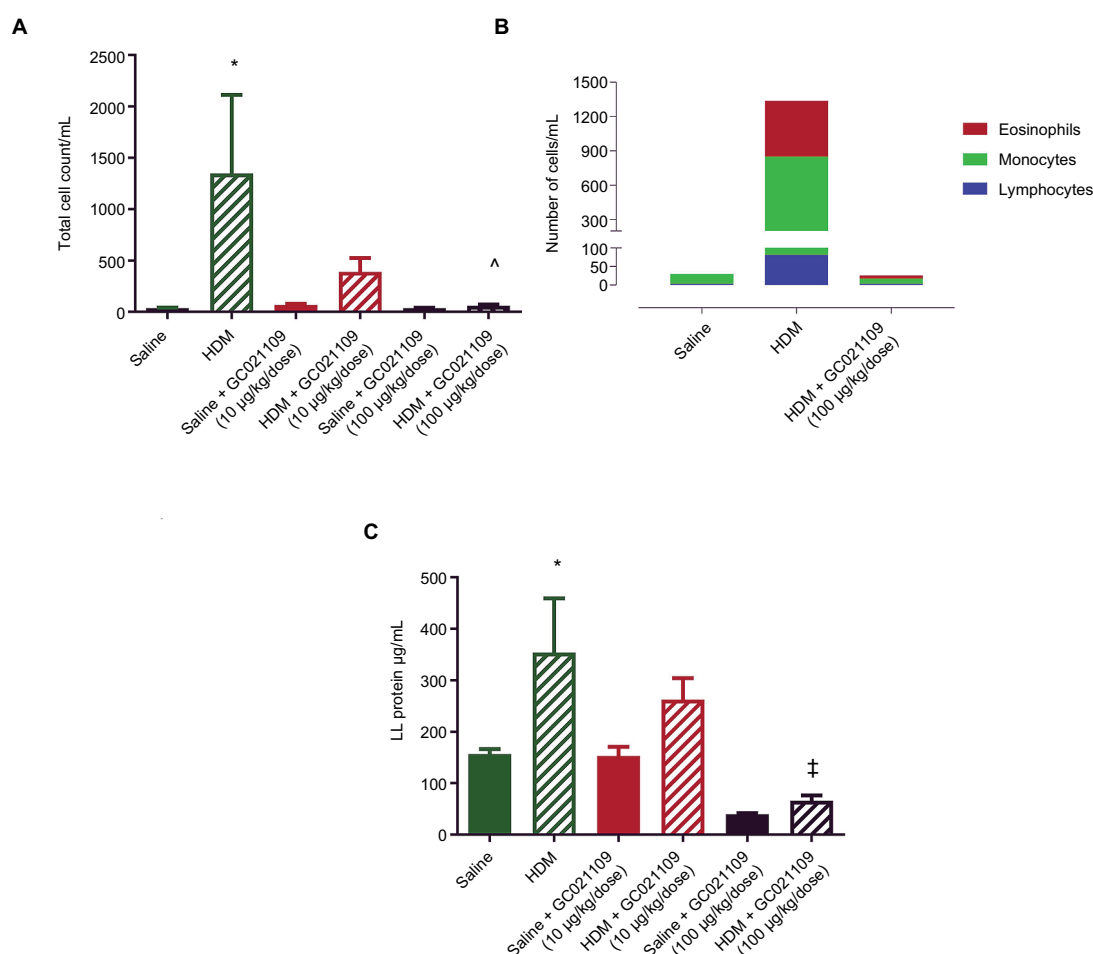 A
Total cell count/mL
2500
2000
1500
1000
500
0
*
^
Saline
HDM
Saline + GC021109
(10 µg/kg/dose)
HDM + GC021109
(10 µg/kg/dose)
Saline + GC021109
(100 µg/kg/dose)
HDM + GC021109
(100 µg/kg/dose)
B
Number of cells/mL
1500
1200
900
600
300
100
50
0
Saline
HDM
HDM + GC021109
(100 µg/kg/dose)
Eosinophils
Monocytes
Lymphocytes
C
LL protein µg/mL
500
400
300
200
100
0
*
‡
Saline
HDM
Saline + GC021109
(10 µg/kg/dose)
HDM + GC021109
(10 µg/kg/dose)
Saline + GC021109
(100 µg/kg/dose)
HDM + GC021109
(100 µg/kg/dose)